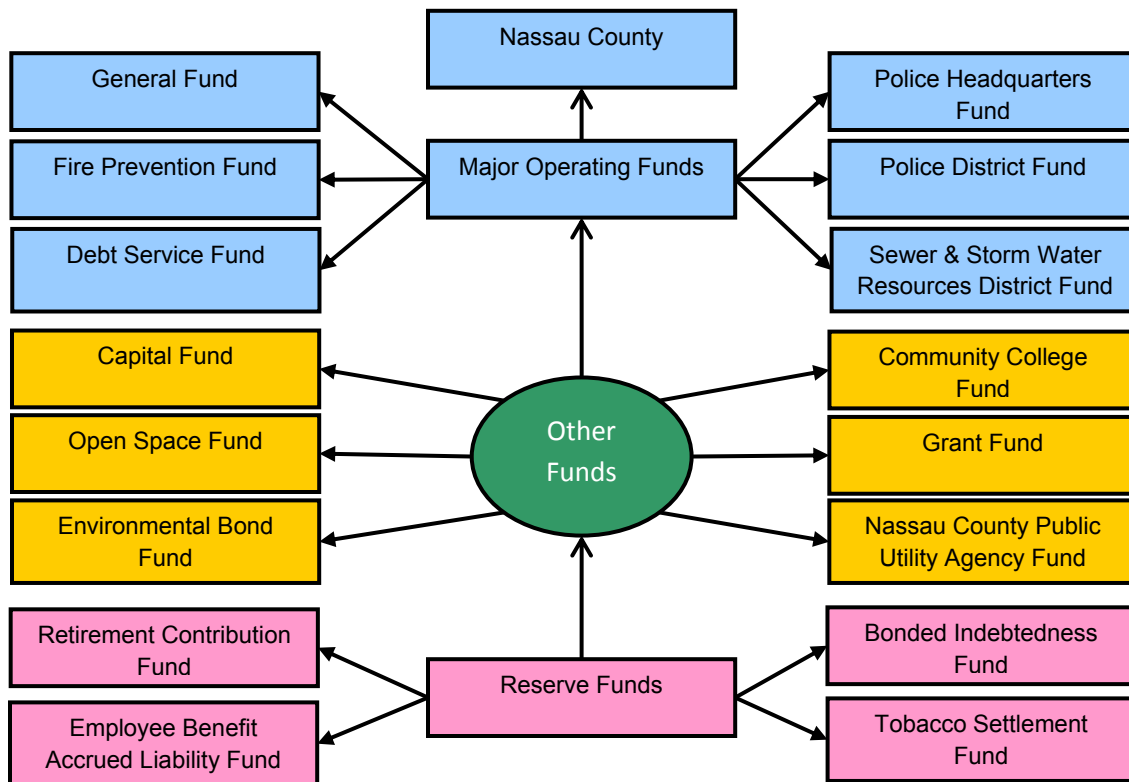 Nassau County
General Fund
Police Headquarters
Fund
Fire Prevention Fund
Major Operating Funds
Police District Fund
Debt Service Fund
Sewer & Storm Water
Resources District Fund
Capital Fund
Community College
Fund
Other
Funds
Open Space Fund
Grant Fund
Environmental Bond
Fund
Nassau County Public
Utility Agency Fund
Retirement Contribution
Fund
Bonded Indebtedness
Fund
Reserve Funds
Employee Benefit
Accrued Liability Fund
Tobacco Settlement
Fund